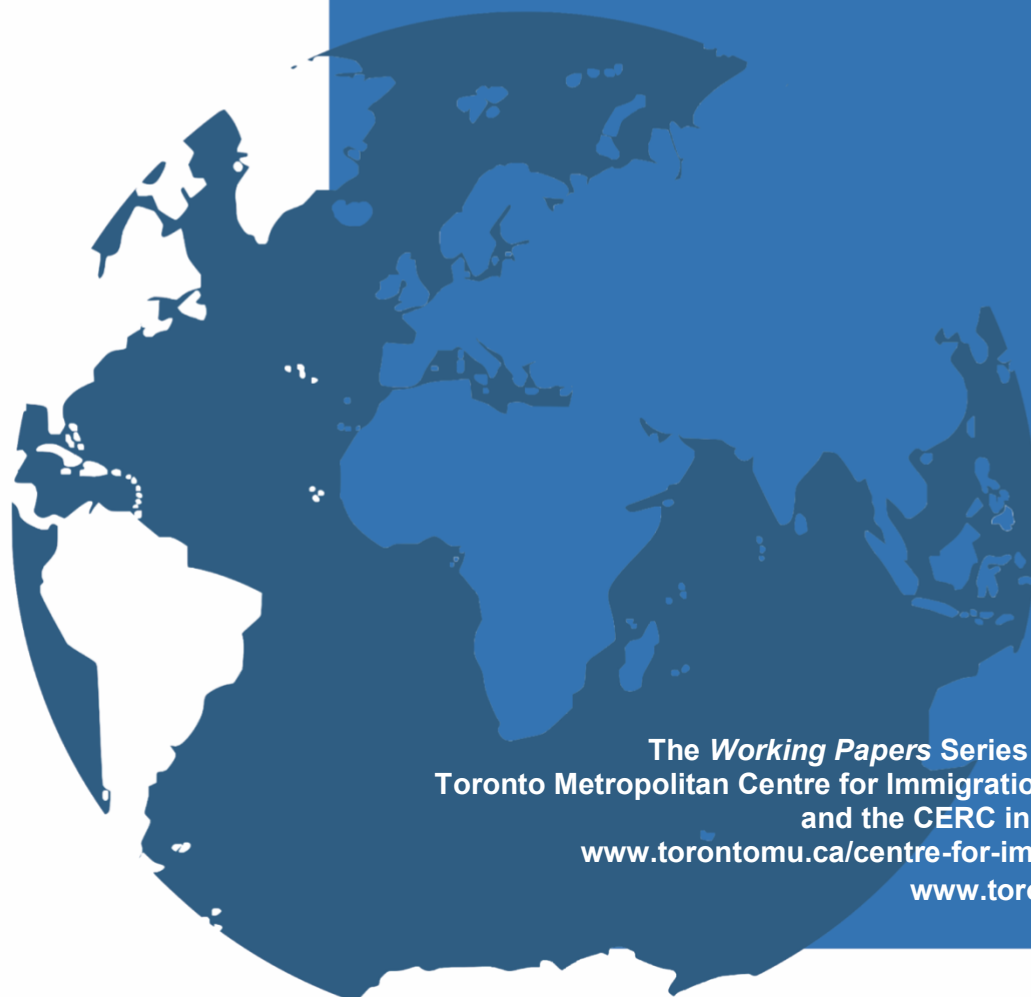 The Working Papers Series
Toronto Metropolitan Centre for Immigratio
and the CERC in
www.torontomu.ca/centre-for-im
www.toro